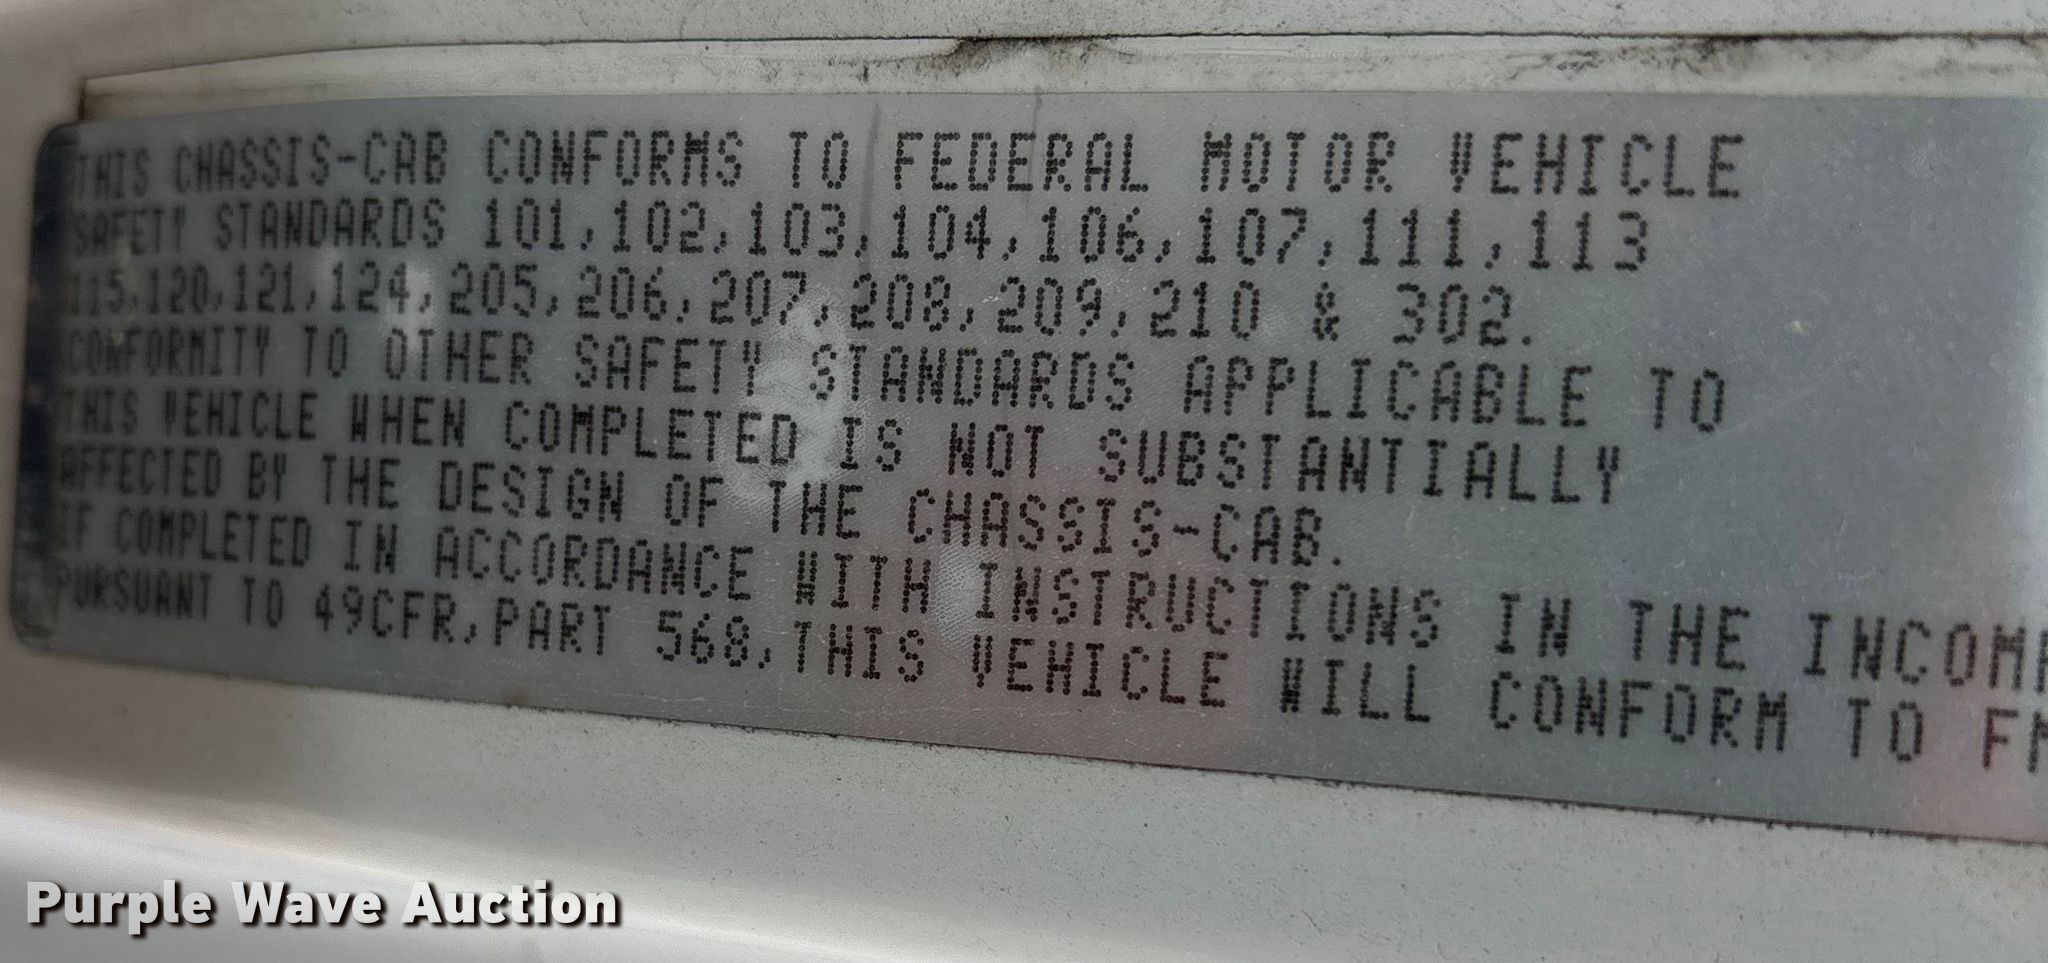 THIS CHASSIS-CAB CONFORMS TO FEDERAL MOTOR VEHICLE
SAFETY STANDARDS 101,102,103,104,106,107,111,113
115,120,121,124,205,206,207,208,209,210 & 302.
CONFORMITY TO OTHER SAFETY STANDARDS APPLICABLE TO
THIS VEHICLE WHEN COMPLETED IS NOT SUBSTANTIALLY
AFFECTED BY THE DESIGN OF THE CHASSIS-CAB.
IF COMPLETED IN ACCORDANCE WITH INSTRUCTIONS IN THE INCOM
PURSUANT TO 49CFR,PART 568,THIS VEHICLE WILL CONFORM TO F
Purple Wave Auction